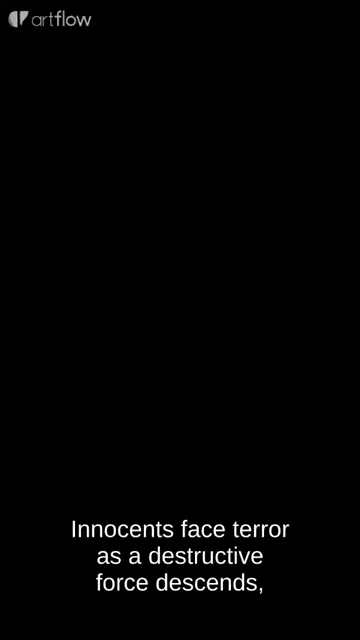 artflow
Innocents face terror
as a destructive
force descends,